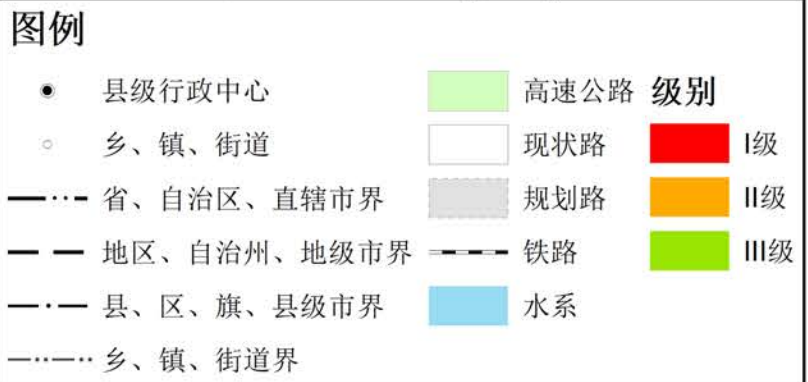 图例
县级行政中心
乡、镇、街道
省、自治区、直辖市界
地区、自治州、地级市界
县、区、旗、县级市界
乡、镇、街道界
高速公路
现状路
规划路
铁路
水系
级别
I级
II级
III级